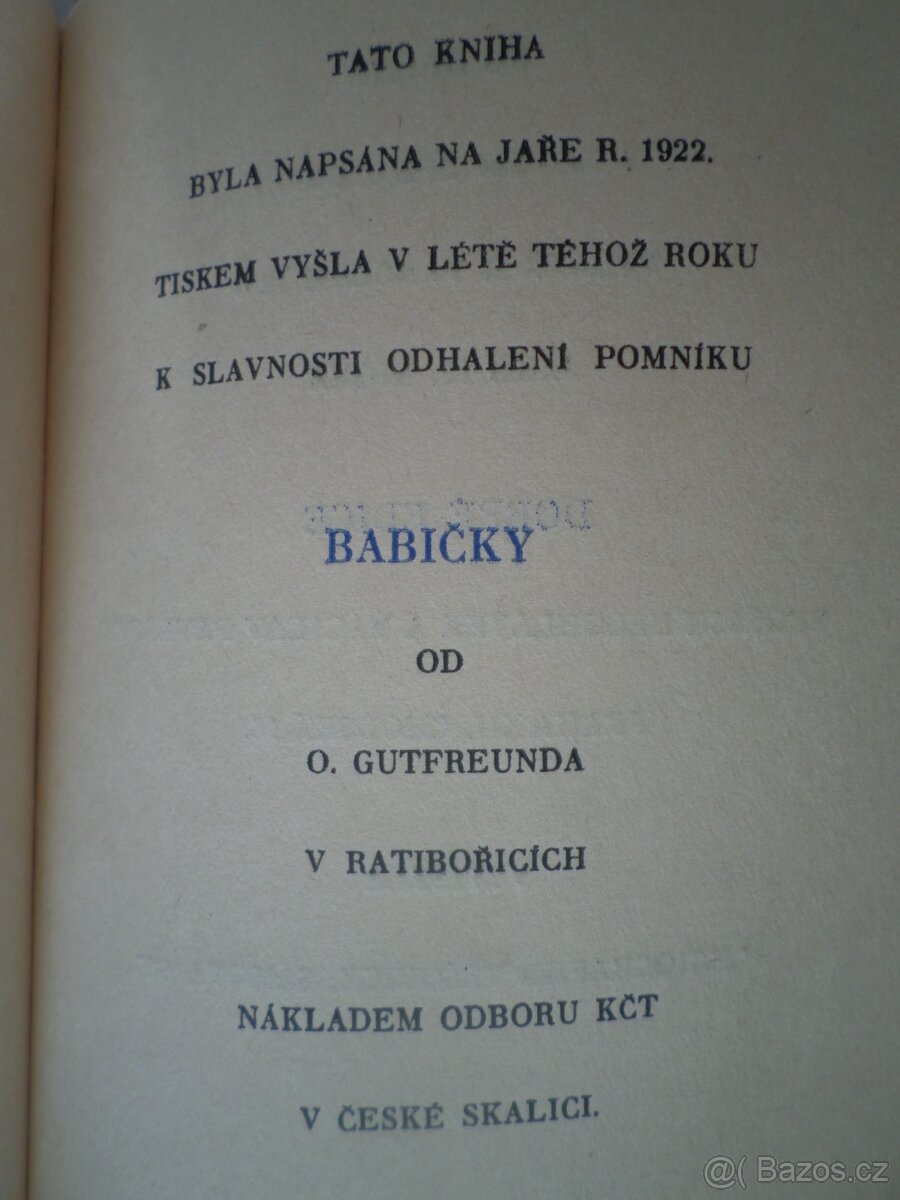 TATO KNIHA
BYLA NAPSÁNA NA JAŘE R. 1922.
TISKEM VYŠLA V LÉTĚ TÉHOŽ ROKU
K SLAVNOSTI ODHALENÍ POMNÍKU
BABIČKY
OD
O. GUTFREUNDA
V RATIBOŘICÍCH
NÁKLADEM ODBORU KČT
V ČESKÉ SKALICI.
@( Bazos.cz